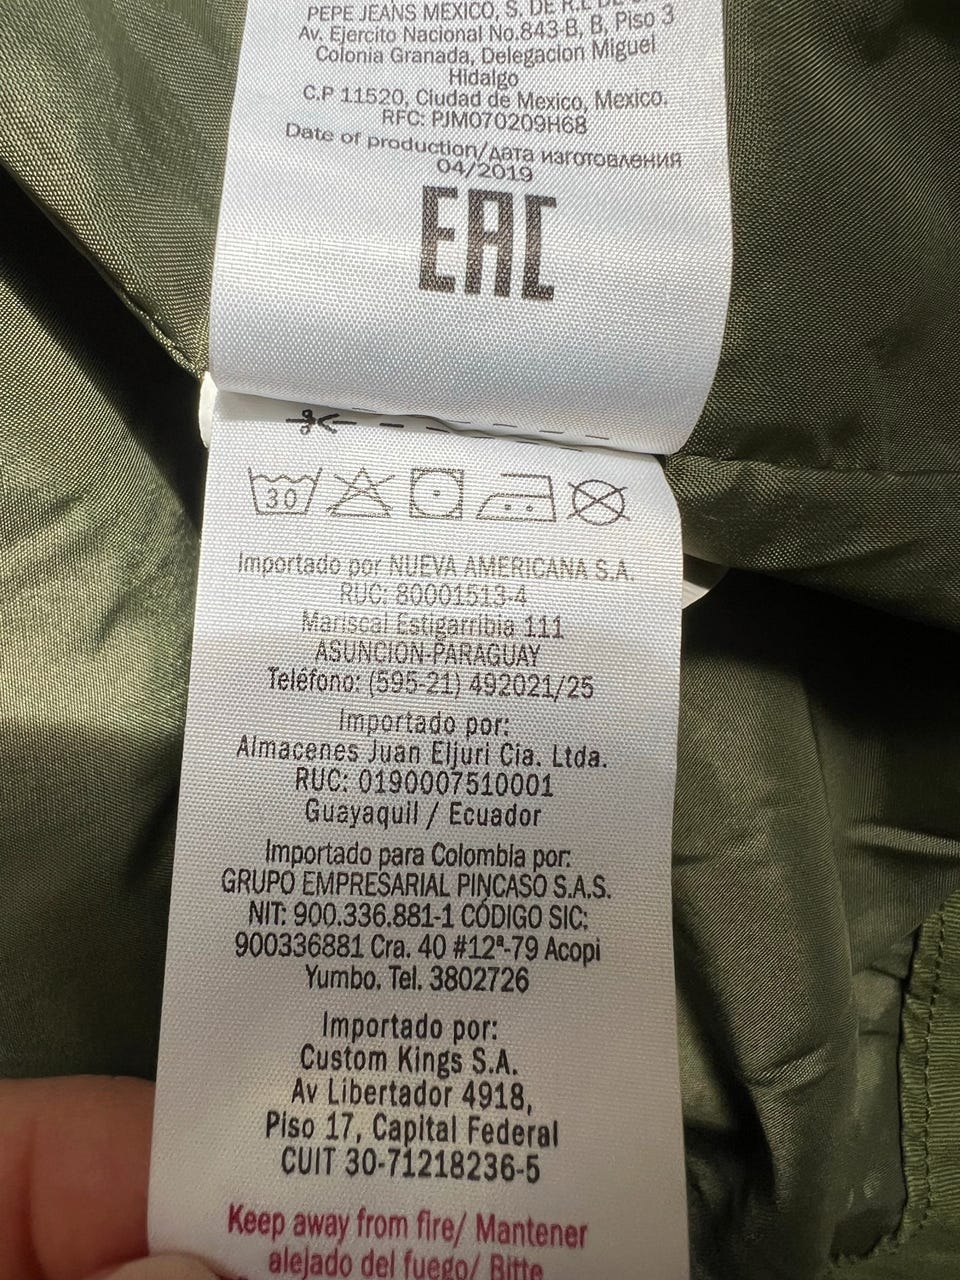 PEPE JEANS MEXICO, S. DE R.L DE
Av. Ejercito Nacional No.843-B, B, Piso 3
Colonia Granada, Delegacion Miguel
Hidalgo
C.P 11520, Ciudad de Mexico, Mexico.
RFC: PJM070209H68
Date of production/дата изготовления
04/2019
EAC
30
Importado por NUEVA AMERICANA S.A.
RUC: 80001513-4
Mariscal Estigarribia 111
ASUNCION-PARAGUAY
Teléfono: (595-21) 492021/25
Importado por:
Almacenes Juan Eljuri Cia. Ltda.
RUC: 0190007510001
Guayaquil / Ecuador
Importado para Colombia por:
GRUPO EMPRESARIAL PINCASO S.A.S.
NIT: 900.336.881-1 CÓDIGO SIC:
900336881 Cra. 40 #12ª-79 Acopi
Yumbo. Tel. 3802726
Importado por:
Custom Kings S.A.
Av Libertador 4918,
Piso 17, Capital Federal
CUIT 30-71218236-5
Keep away from fire/ Mantener
alejado del fuego/ Bitte